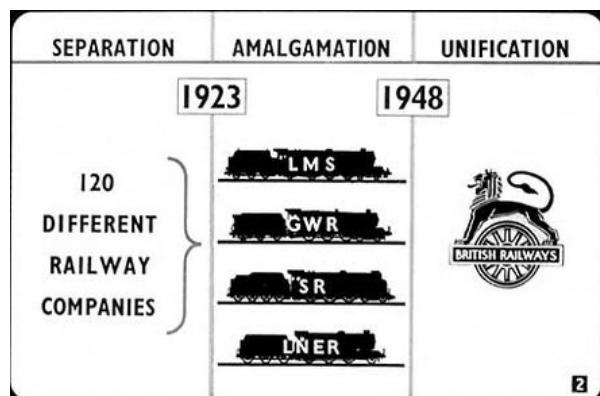 SEPARATION AMALGAMATION UNIFICATION
1923 1948
120
DIFFERENT
RAILWAY
COMPANIES
LMS
GWR
SR
LNER
BRITISH RAILWAYS
2